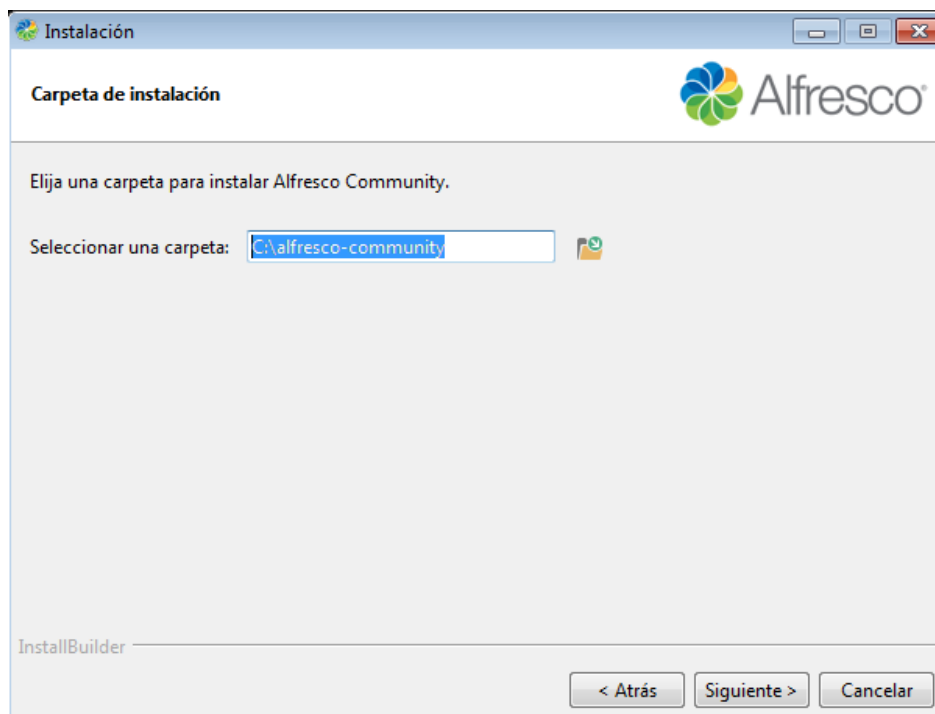 Instalación
Carpeta de instalación
Alfresco
Elija una carpeta para instalar Alfresco Community.
Seleccionar una carpeta: C:\alfresco-community
InstallBuilder
< Atrás Siguiente > Cancelar